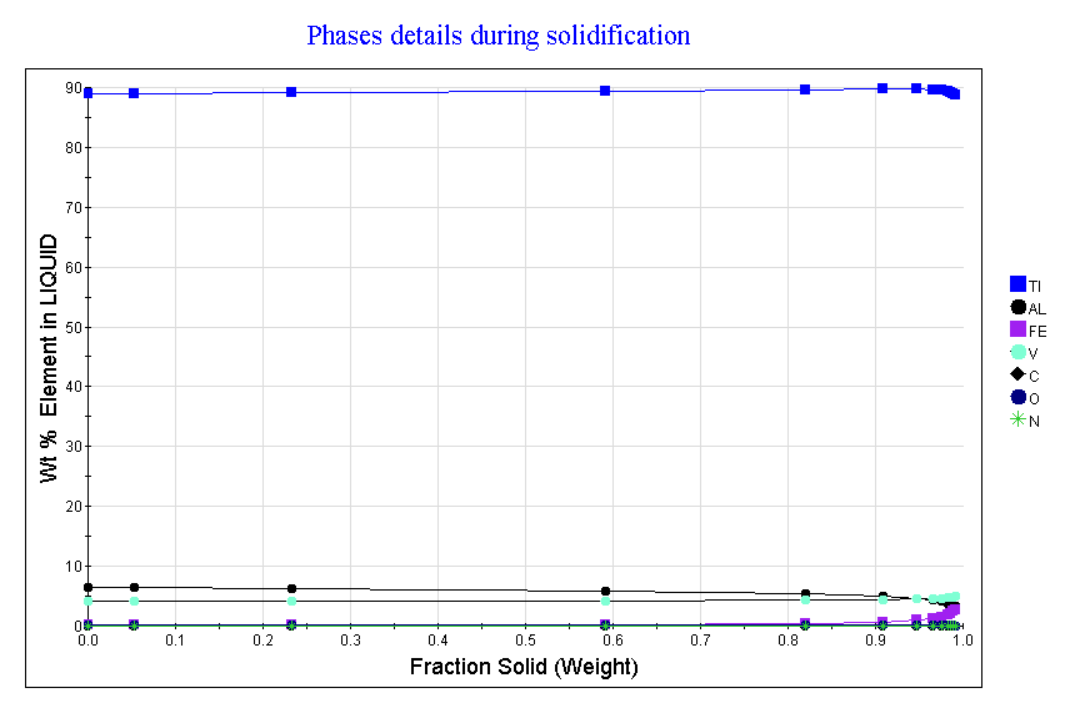 Phases details during solidification
90
80
70
60
50
40
30
20
10
0
Wt % Element in LIQUID
0.0 0.1 0.2 0.3 0.4 0.5 0.6 0.7 0.8 0.9 1.0
Fraction Solid (Weight)
TI
AL
FE
V
C
O
N